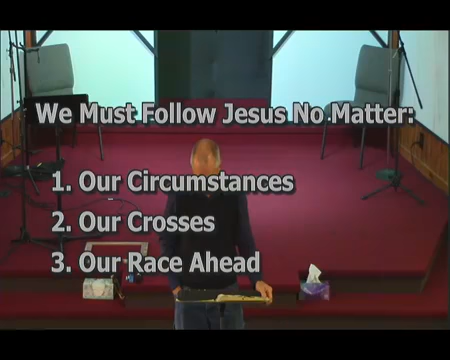 We Must Follow Jesus No Matter:
1. Our Circumstances
2. Our Crosses
3. Our Race Ahead